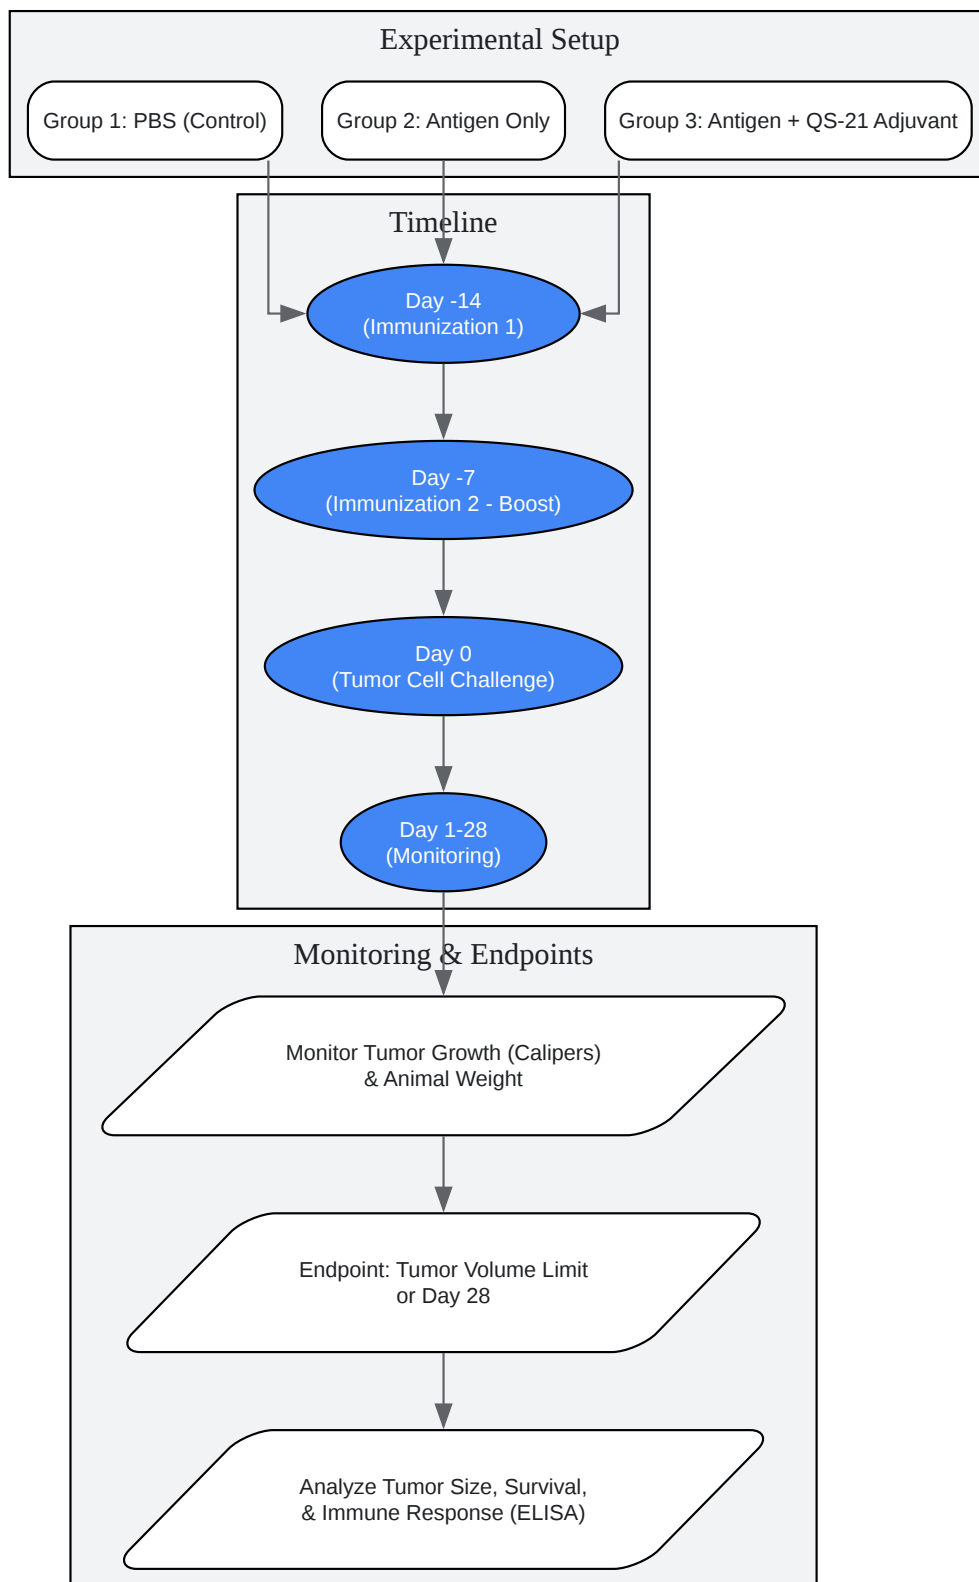 Experimental Setup
Group 1: PBS (Control)
Group 2: Antigen Only
Group 3: Antigen + QS-21 Adjuvant
Timeline
Day -14
(Immunization 1)
Day -7
(Immunization 2 - Boost)
Day 0
(Tumor Cell Challenge)
Day 1-28
(Monitoring)
Monitoring & Endpoints
Monitor Tumor Growth (Calipers)
& Animal Weight
Endpoint: Tumor Volume Limit
or Day 28
Analyze Tumor Size, Survival,
& Immune Response (ELISA)